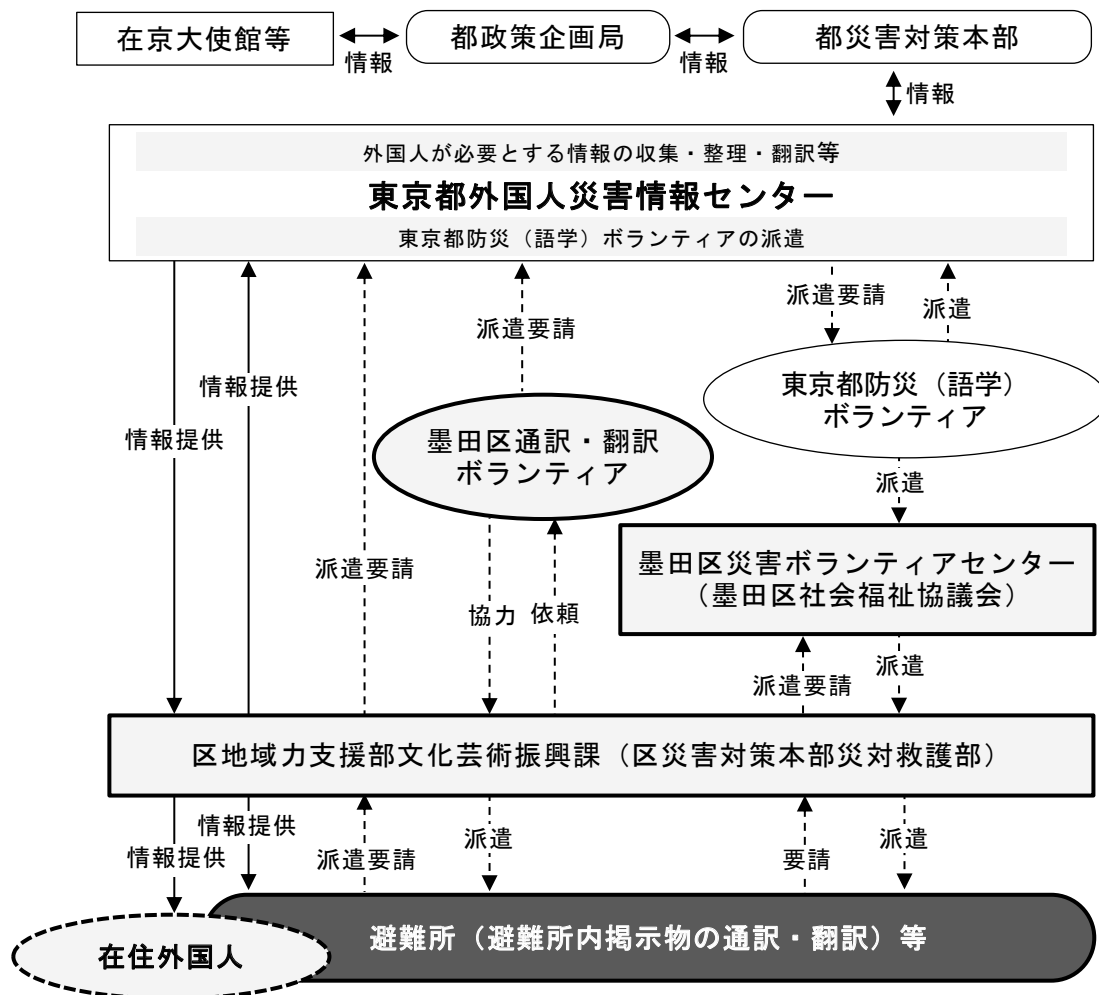 在京大使館等
都政策企画局
都災害対策本部
情報
情報
情報
外国人が必要とする情報の収集・整理・翻訳等
東京都外国人災害情報センター
東京都防災（語学）ボランティアの派遣
派遣要請
派遣
派遣要請
東京都防災（語学）
ボランティア
情報提供
情報提供
墨田区通訳・翻訳
ボランティア
派遣
墨田区災害ボランティアセンター
（墨田区社会福祉協議会）
派遣要請
協力
依頼
派遣要請
派遣
区地域力支援部文化芸術振興課（区災害対策本部災対救護部）
情報提供
情報提供
派遣要請
派遣
要請
派遣
避難所（避難所内掲示物の通訳・翻訳）等
在住外国人